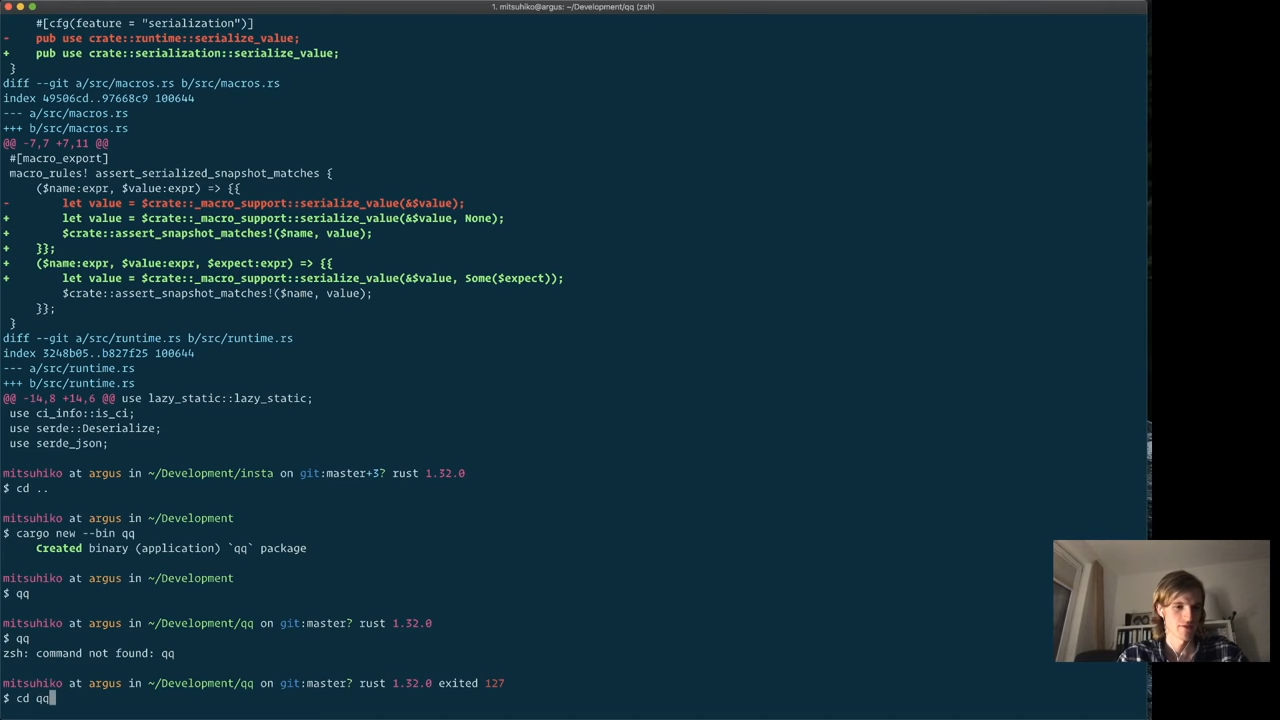 1. mitsuhiko@argus: ~/Development/qq (zsh)
#[cfg(feature = "serialization")]
-    pub use crate::runtime::serialize_value;
+    pub use crate::serialization::serialize_value;
}
diff --git a/src/macros.rs b/src/macros.rs
index 49506cd..97668c9 100644
--- a/src/macros.rs
+++ b/src/macros.rs
@@ -7,7 +7,11 @@
#[macro_export]
macro_rules! assert_serialized_snapshot_matches {
    ($name:expr, $value:expr) => {{
-        let value = $crate::_macro_support::serialize_value(&$value);
+        let value = $crate::_macro_support::serialize_value(&$value, None);
+        $crate::assert_snapshot_matches!($name, value);
+    }};
+    ($name:expr, $value:expr, $expect:expr) => {{
+        let value = $crate::_macro_support::serialize_value(&$value, Some($expect));
        $crate::assert_snapshot_matches!($name, value);
    }};
}
diff --git a/src/runtime.rs b/src/runtime.rs
index 3248b05..b827f25 100644
--- a/src/runtime.rs
+++ b/src/runtime.rs
@@ -14,8 +14,6 @@ use lazy_static::lazy_static;
use ci_info::is_ci;
use serde::Deserialize;
use serde_json;
mitsuhiko at argus in ~/Development/insta on git:master+3? rust 1.32.0
$ cd ..
mitsuhiko at argus in ~/Development
$ cargo new --bin qq
     Created binary (application) `qq` package
mitsuhiko at argus in ~/Development
$ qq
mitsuhiko at argus in ~/Development/qq on git:master? rust 1.32.0
$ qq
zsh: command not found: qq
mitsuhiko at argus in ~/Development/qq on git:master? rust 1.32.0 exited 127
$ cd qq